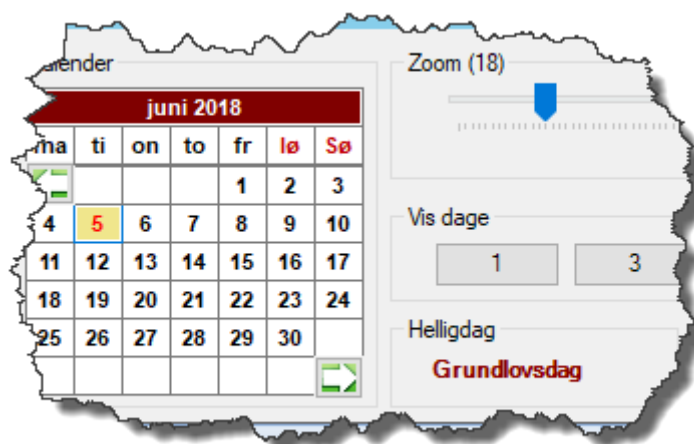 Kalender
juni 2018
ma ti on to fr lø Sø
1 2 3
4 5 6 7 8 9 10
11 12 13 14 15 16 17
18 19 20 21 22 23 24
25 26 27 28 29 30
Zoom (18)
Vis dage
1 3
Helligdag
Grundlovsdag